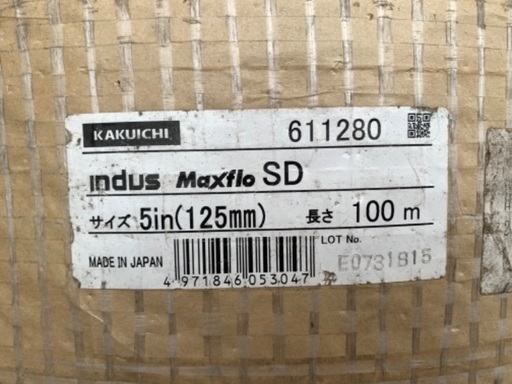 KAKUICHI 611280
indus Maxflo SD
サイズ 5in(125mm) 長さ 100 m
LOT No.
MADE IN JAPAN E0731815
4 971846 053047